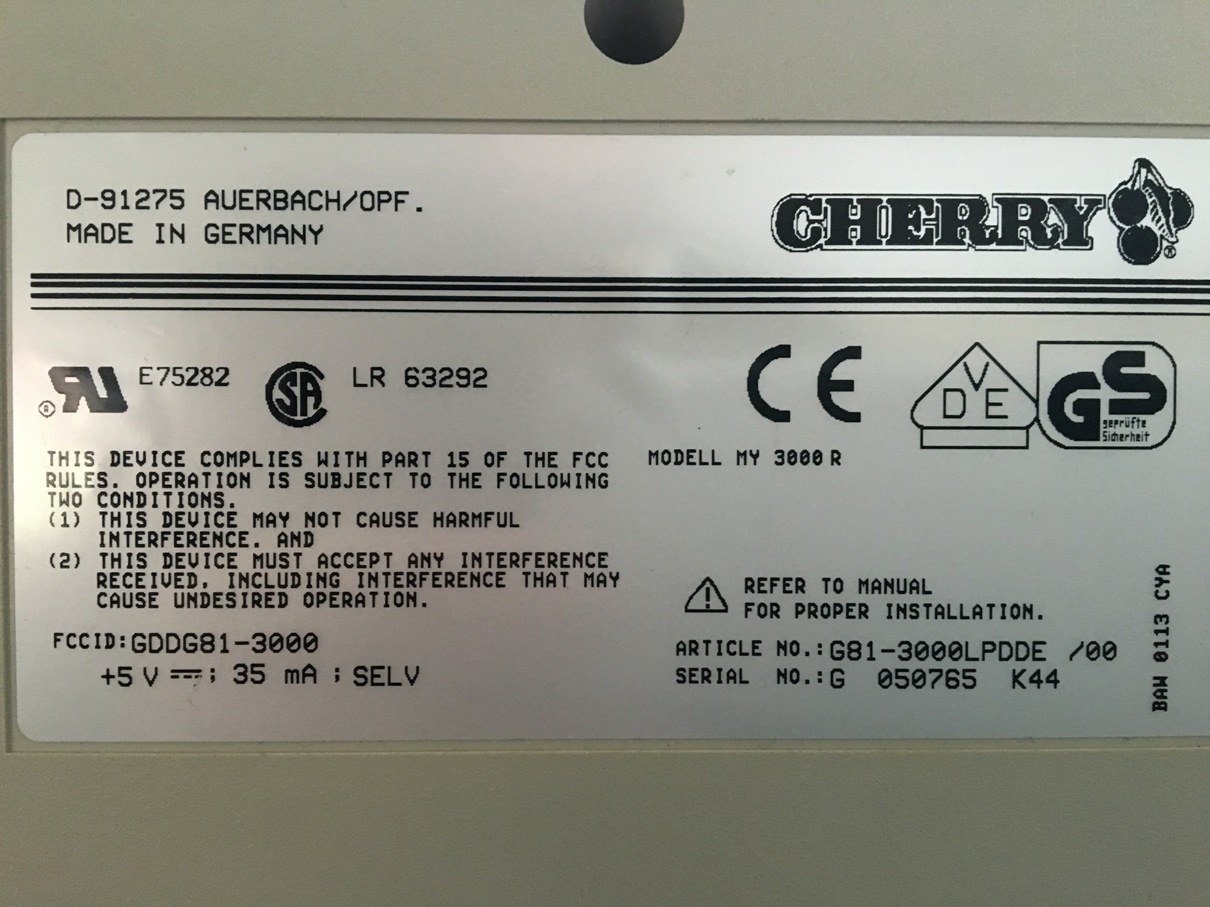 D-91275 AUERBACH/OPF.
MADE IN GERMANY
CHERRY
®
® RU E75282
SA LR 63292
CE
VDE
GS
geprüfte
Sicherheit
THIS DEVICE COMPLIES WITH PART 15 OF THE FCC
RULES. OPERATION IS SUBJECT TO THE FOLLOWING
TWO CONDITIONS.
(1) THIS DEVICE MAY NOT CAUSE HARMFUL
INTERFERENCE. AND
(2) THIS DEVICE MUST ACCEPT ANY INTERFERENCE
RECEIVED. INCLUDING INTERFERENCE THAT MAY
CAUSE UNDESIRED OPERATION.
FCCID:GDDG81-3000
+5 V ⎓; 35 mA ; SELV
MODELL MY 3000 R
REFER TO MANUAL
FOR PROPER INSTALLATION.
ARTICLE NO.:G81-3000LPDDE /00
SERIAL NO.:G 050765 K44
BAW 0113 CYA